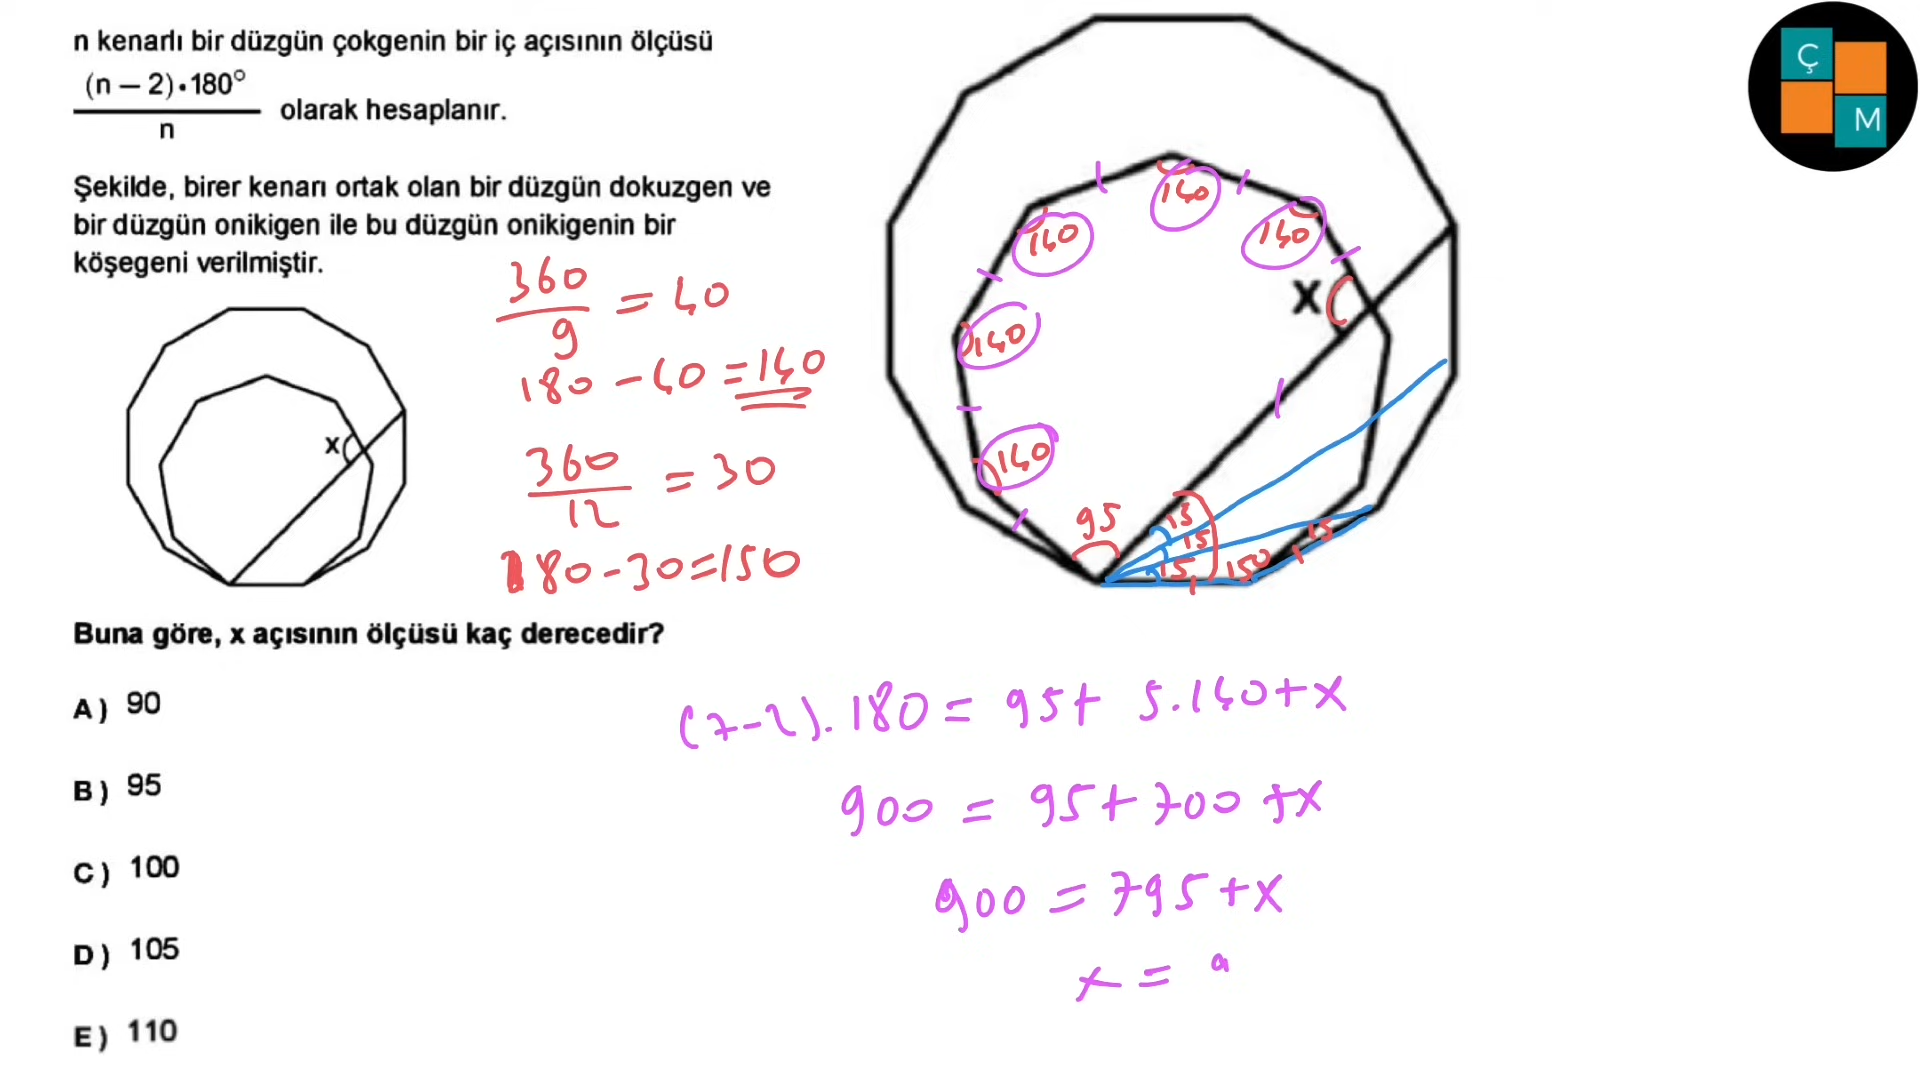 n kenarlı bir düzgün çokgenin bir iç açısının ölçüsü
(n – 2)•180°
n
olarak hesaplanır.
Şekilde, birer kenarı ortak olan bir düzgün dokuzgen ve
bir düzgün onikigen ile bu düzgün onikigenin bir
köşegeni verilmiştir.
x
360
9
= 40
180 - 40 = 140
360
12
= 30
180 - 30 = 150
Buna göre, x açısının ölçüsü kaç derecedir?
A) 90
B) 95
C) 100
D) 105
E) 110
140
140
140
140
140
x
95
15
15
15
150
15
(7-2). 180 = 95 + 5.140 + x
900 = 95 + 700 + x
900 = 795 + x
x =
Ç
M